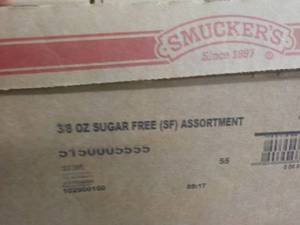 SMUCKER'S
Since 1897 ®
3/8 OZ SUGAR FREE (SF) ASSORTMENT
5150005555
55